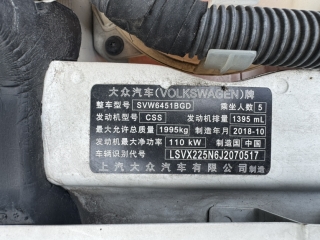 大众汽车(VOLKSWAGEN)牌
整车型号 SVW6451BGD 乘坐人数 5
发动机型号 CSS 发动机排量 1395 mL
最大允许总质量 1995kg 制造年月 2018-10
发动机最大净功率 110 kW 制造国 中国
车辆识别代号 LSVX225N6J2070517
上汽大众汽车有限公司 制造